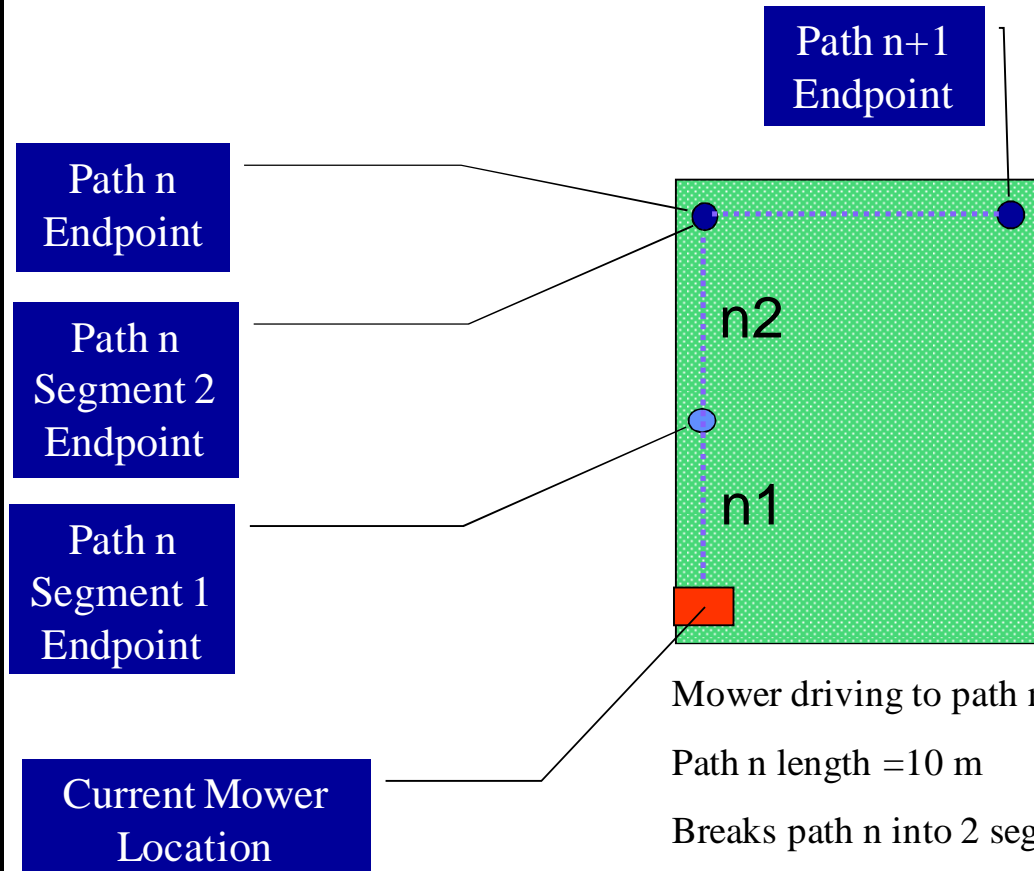 Path n+1
Endpoint
Path n
Endpoint
Path n
Segment 2
Endpoint
n2
Path n
Segment 1
Endpoint
n1
Current Mower
Location
Mower driving to path
Path n length =10 m
Breaks path n into 2